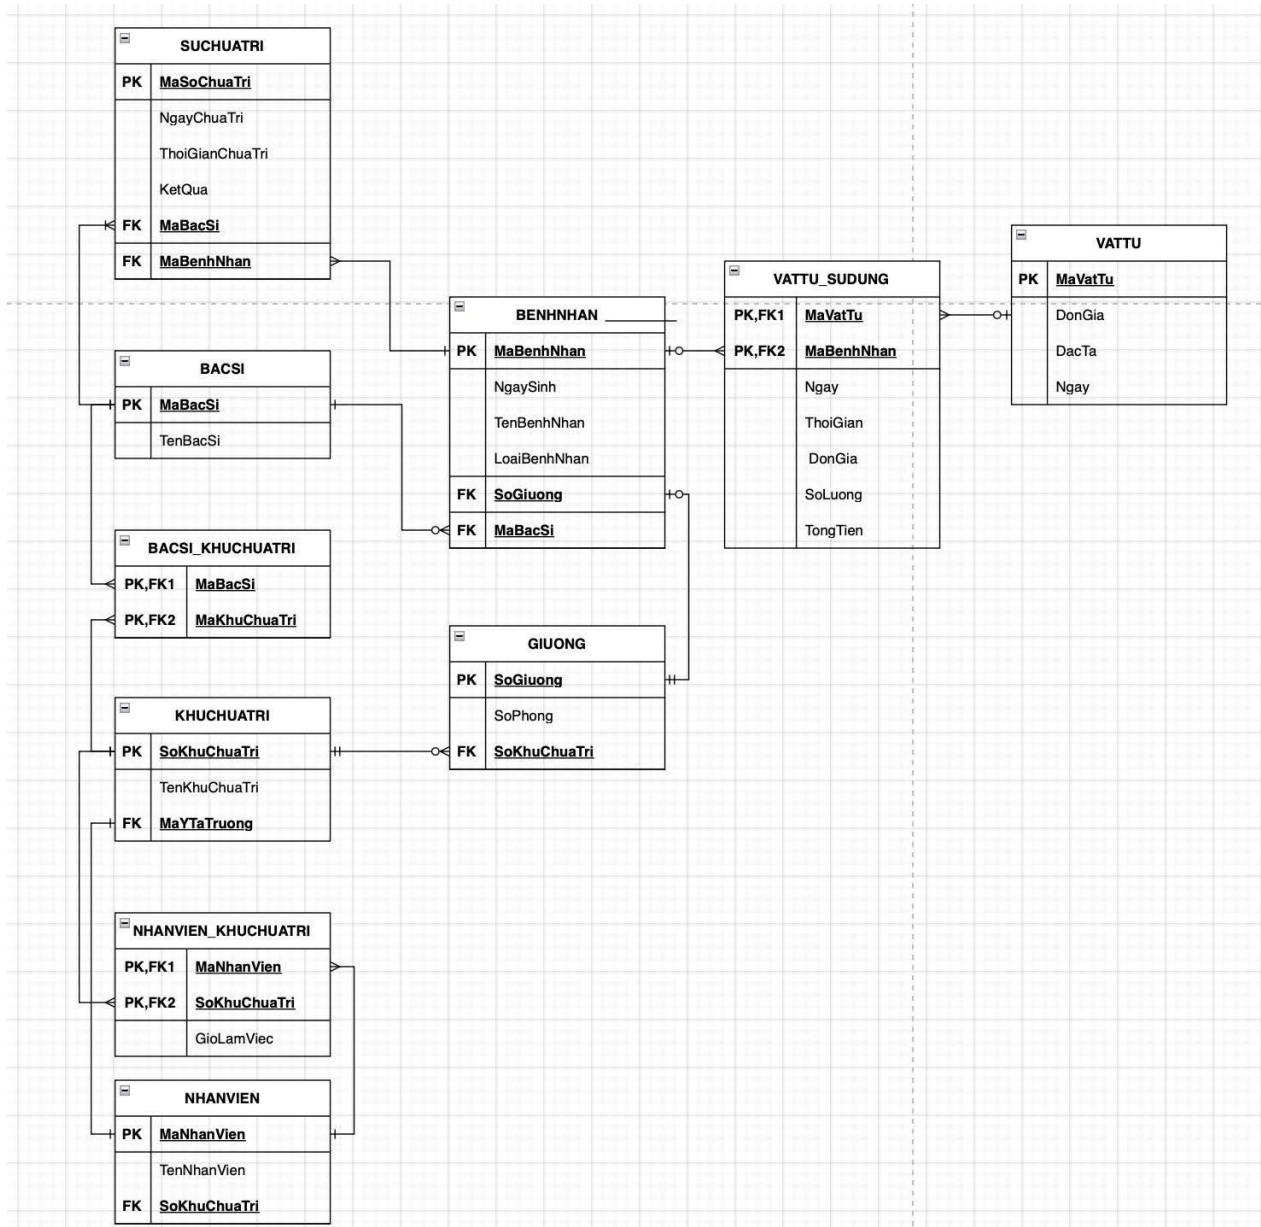 SUCHUATRI
PK MaSoChuaTri
NgayChuaTri
ThoiGianChuaTri
KetQua
FK MaBacSi
FK MaBenhNhan
BACSI
PK MaBacSi
TenBacSi
BACSI_KHUCHUATRI
PK,FK1 MaBacSi
PK,FK2 MaKhuChuaTri
KHUCHUATRI
PK SoKhuChuaTri
TenKhuChuaTri
FK MaYTaTruong
NHANVIEN_KHUCHUATRI
PK,FK1 MaNhanVien
PK,FK2 SoKhuChuaTri
GioLamViec
NHANVIEN
PK MaNhanVien
TenNhanVien
FK SoKhuChuaTri
BENHNHAN
PK MaBenhNhan
NgaySinh
TenBenhNhan
LoaiBenhNhan
FK SoGiuong
FK MaBacSi
GIUONG
PK SoGiuong
SoPhong
FK SoKhuChuaTri
VATTU_SUDUNG
PK,FK1 MaVatTu
PK,FK2 MaBenhNhan
Ngay
ThoiGian
DonGia
SoLuong
TongTien
VATTU
PK MaVatTu
DonGia
DacTa
Ngay